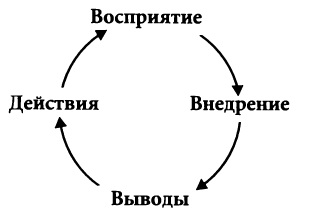 Восприятие
Действия
Внедрение
Выводы